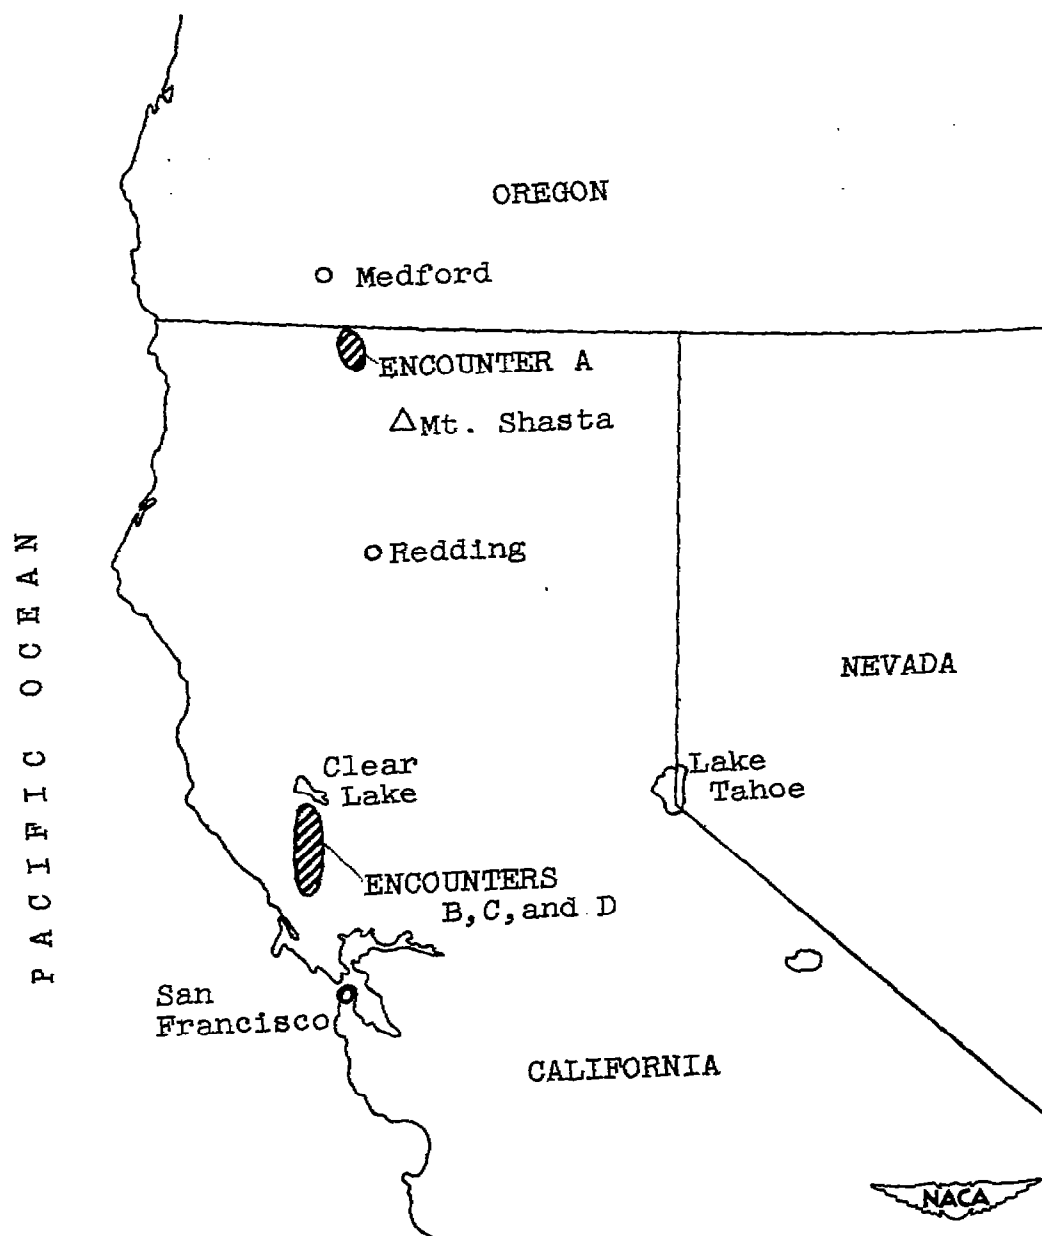 OREGON
Medford
ENCOUNTER A
Mt. Shasta
Redding
PACIFIC OCEAN
NEVADA
Clear
Lake
Lake
Tahoe
ENCOUNTERS
B, C, and D
San
Francisco
CALIFORNIA
NACA